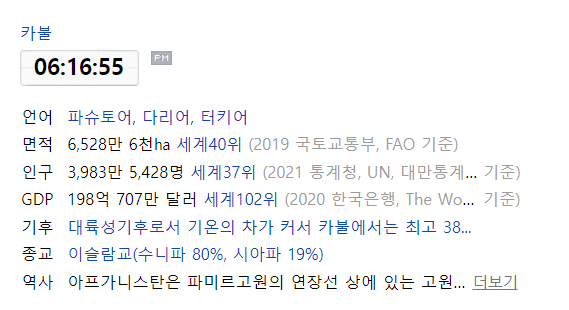 카불
06:16:55 PM
언어 파슈토어, 다리어, 터키어
면적 6,528만 6천ha 세계40위 (2019 국토교통부, FAO 기준)
인구 3,983만 5,428명 세계37위 (2021 통계청, UN, 대만통계... 기준)
GDP 198억 707만 달러 세계102위 (2020 한국은행, The Wo... 기준)
기후 대륙성기후로서 기온의 차가 커서 카불에서는 최고 38...
종교 이슬람교(수니파 80%, 시아파 19%)
역사 아프가니스탄은 파미르고원의 연장선 상에 있는 고원... 더보기